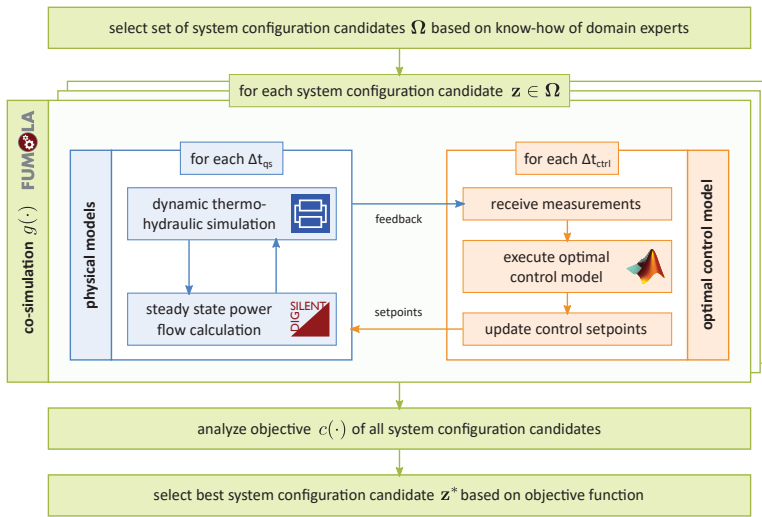 select set of system configuration candidates Ω based on know-how of domain experts
for each system configuration candidate z ∈ Ω
co-simulation g(·) FUMOLA
physical models
for each Δt_qs
dynamic thermo-
hydraulic simulation
steady state power
flow calculation
DIgSILENT
feedback
setpoints
for each Δt_ctrl
receive measurements
execute optimal
control model
update control setpoints
optimal control model
analyze objective c(·) of all system configuration candidates
select best system configuration candidate z* based on objective function